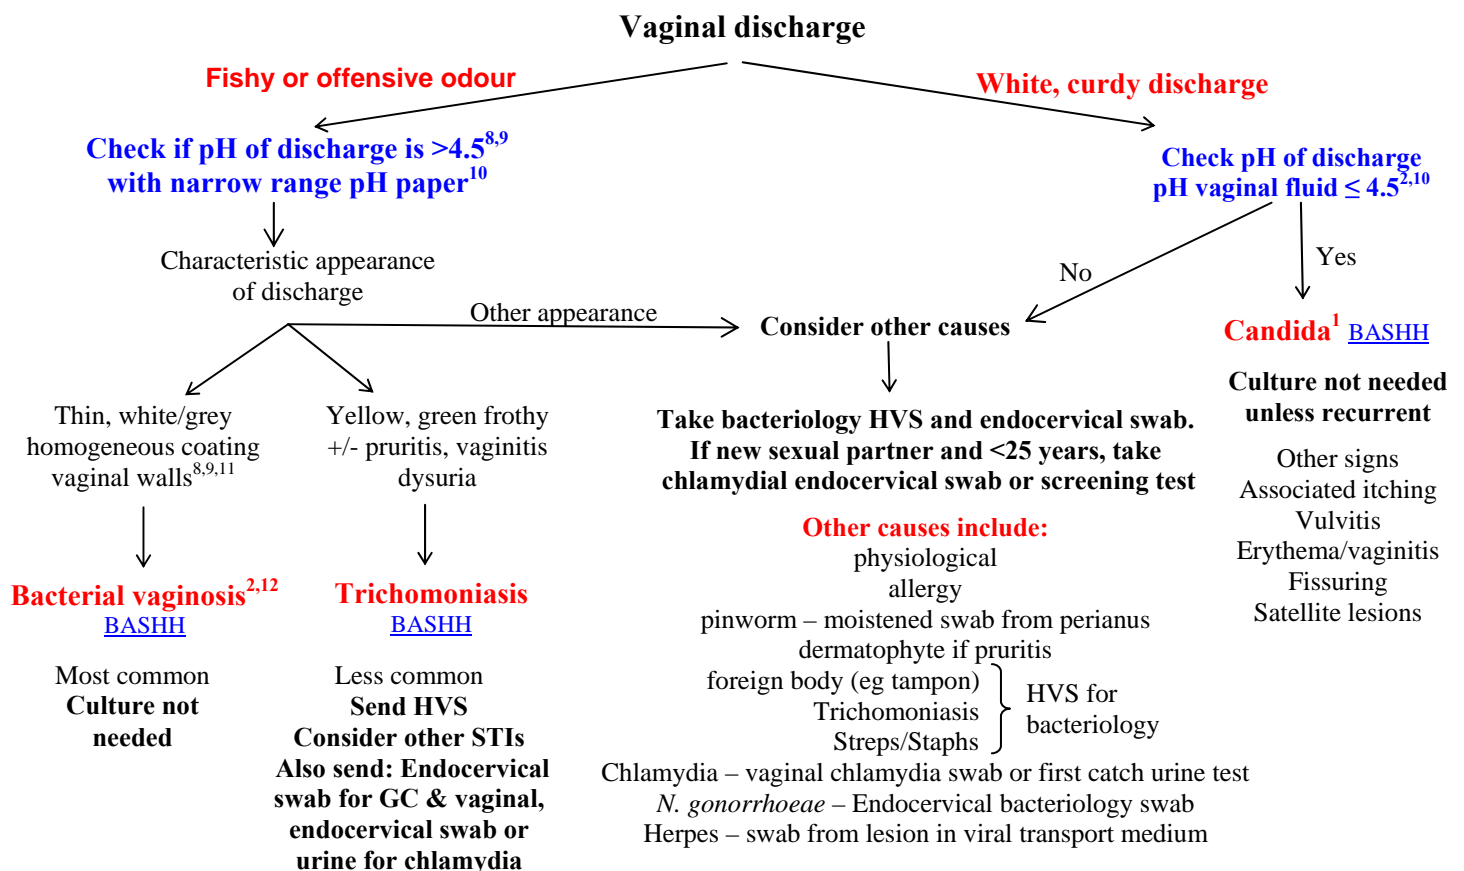 Vaginal discharge
Fishy or offensive odour
White, curdy discharge
Check if pH of discharge is >4.58,9
with narrow range pH paper10
Check pH of discharge
pH vaginal fluid ≤ 4.52,10
Characteristic appearance
of discharge
No
Yes
Other appearance
Consider other causes
Candida1 BASHH
Culture not needed
unless recurrent
Other signs
Associated itching
Vulvitis
Erythema/vaginitis
Fissuring
Satellite lesions
Thin, white/grey
homogeneous coating
vaginal walls8,9,11
Yellow, green frothy
+/- pruritis, vaginitis
dysuria
Take bacteriology HVS and endocervical swab.
If new sexual partner and <25 years, take
chlamydial endocervical swab or screening test
Bacterial vaginosis2,12
BASHH
Most common
Culture not
needed
Trichomoniasis
BASHH
Less common
Send HVS
Consider other STIs
Also send: Endocervical
swab for GC & vaginal,
endocervical swab or
urine for chlamydia
Other causes include:
physiological
allergy
pinworm – moistened swab from perianus
dermatophyte if pruritis
foreign body (eg tampon)
Trichomoniasis
Streps/Staphs
HVS for
bacteriology
Chlamydia – vaginal chlamydia swab or first catch urine test
N. gonorrhoeae – Endocervical bacteriology swab
Herpes – swab from lesion in viral transport medium